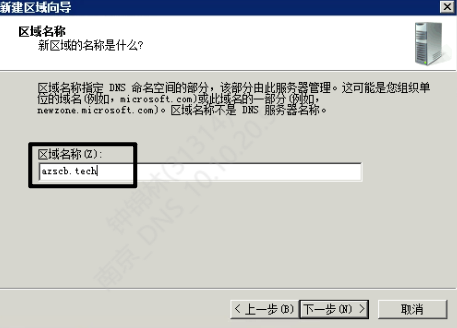 新建区域向导
区域名称
新区域的名称是什么?
区域名称指定 DNS 命名空间的部分，该部分由此服务器管理。这可能是您组织单
位的域名(例如，microsoft.com)或此域名的一部分(例如，
newzone.microsoft.com)。区域名称不是 DNS 服务器名称。
区域名称(Z):
azscb.tech
<上一步(B)
下一步(N) >
取消